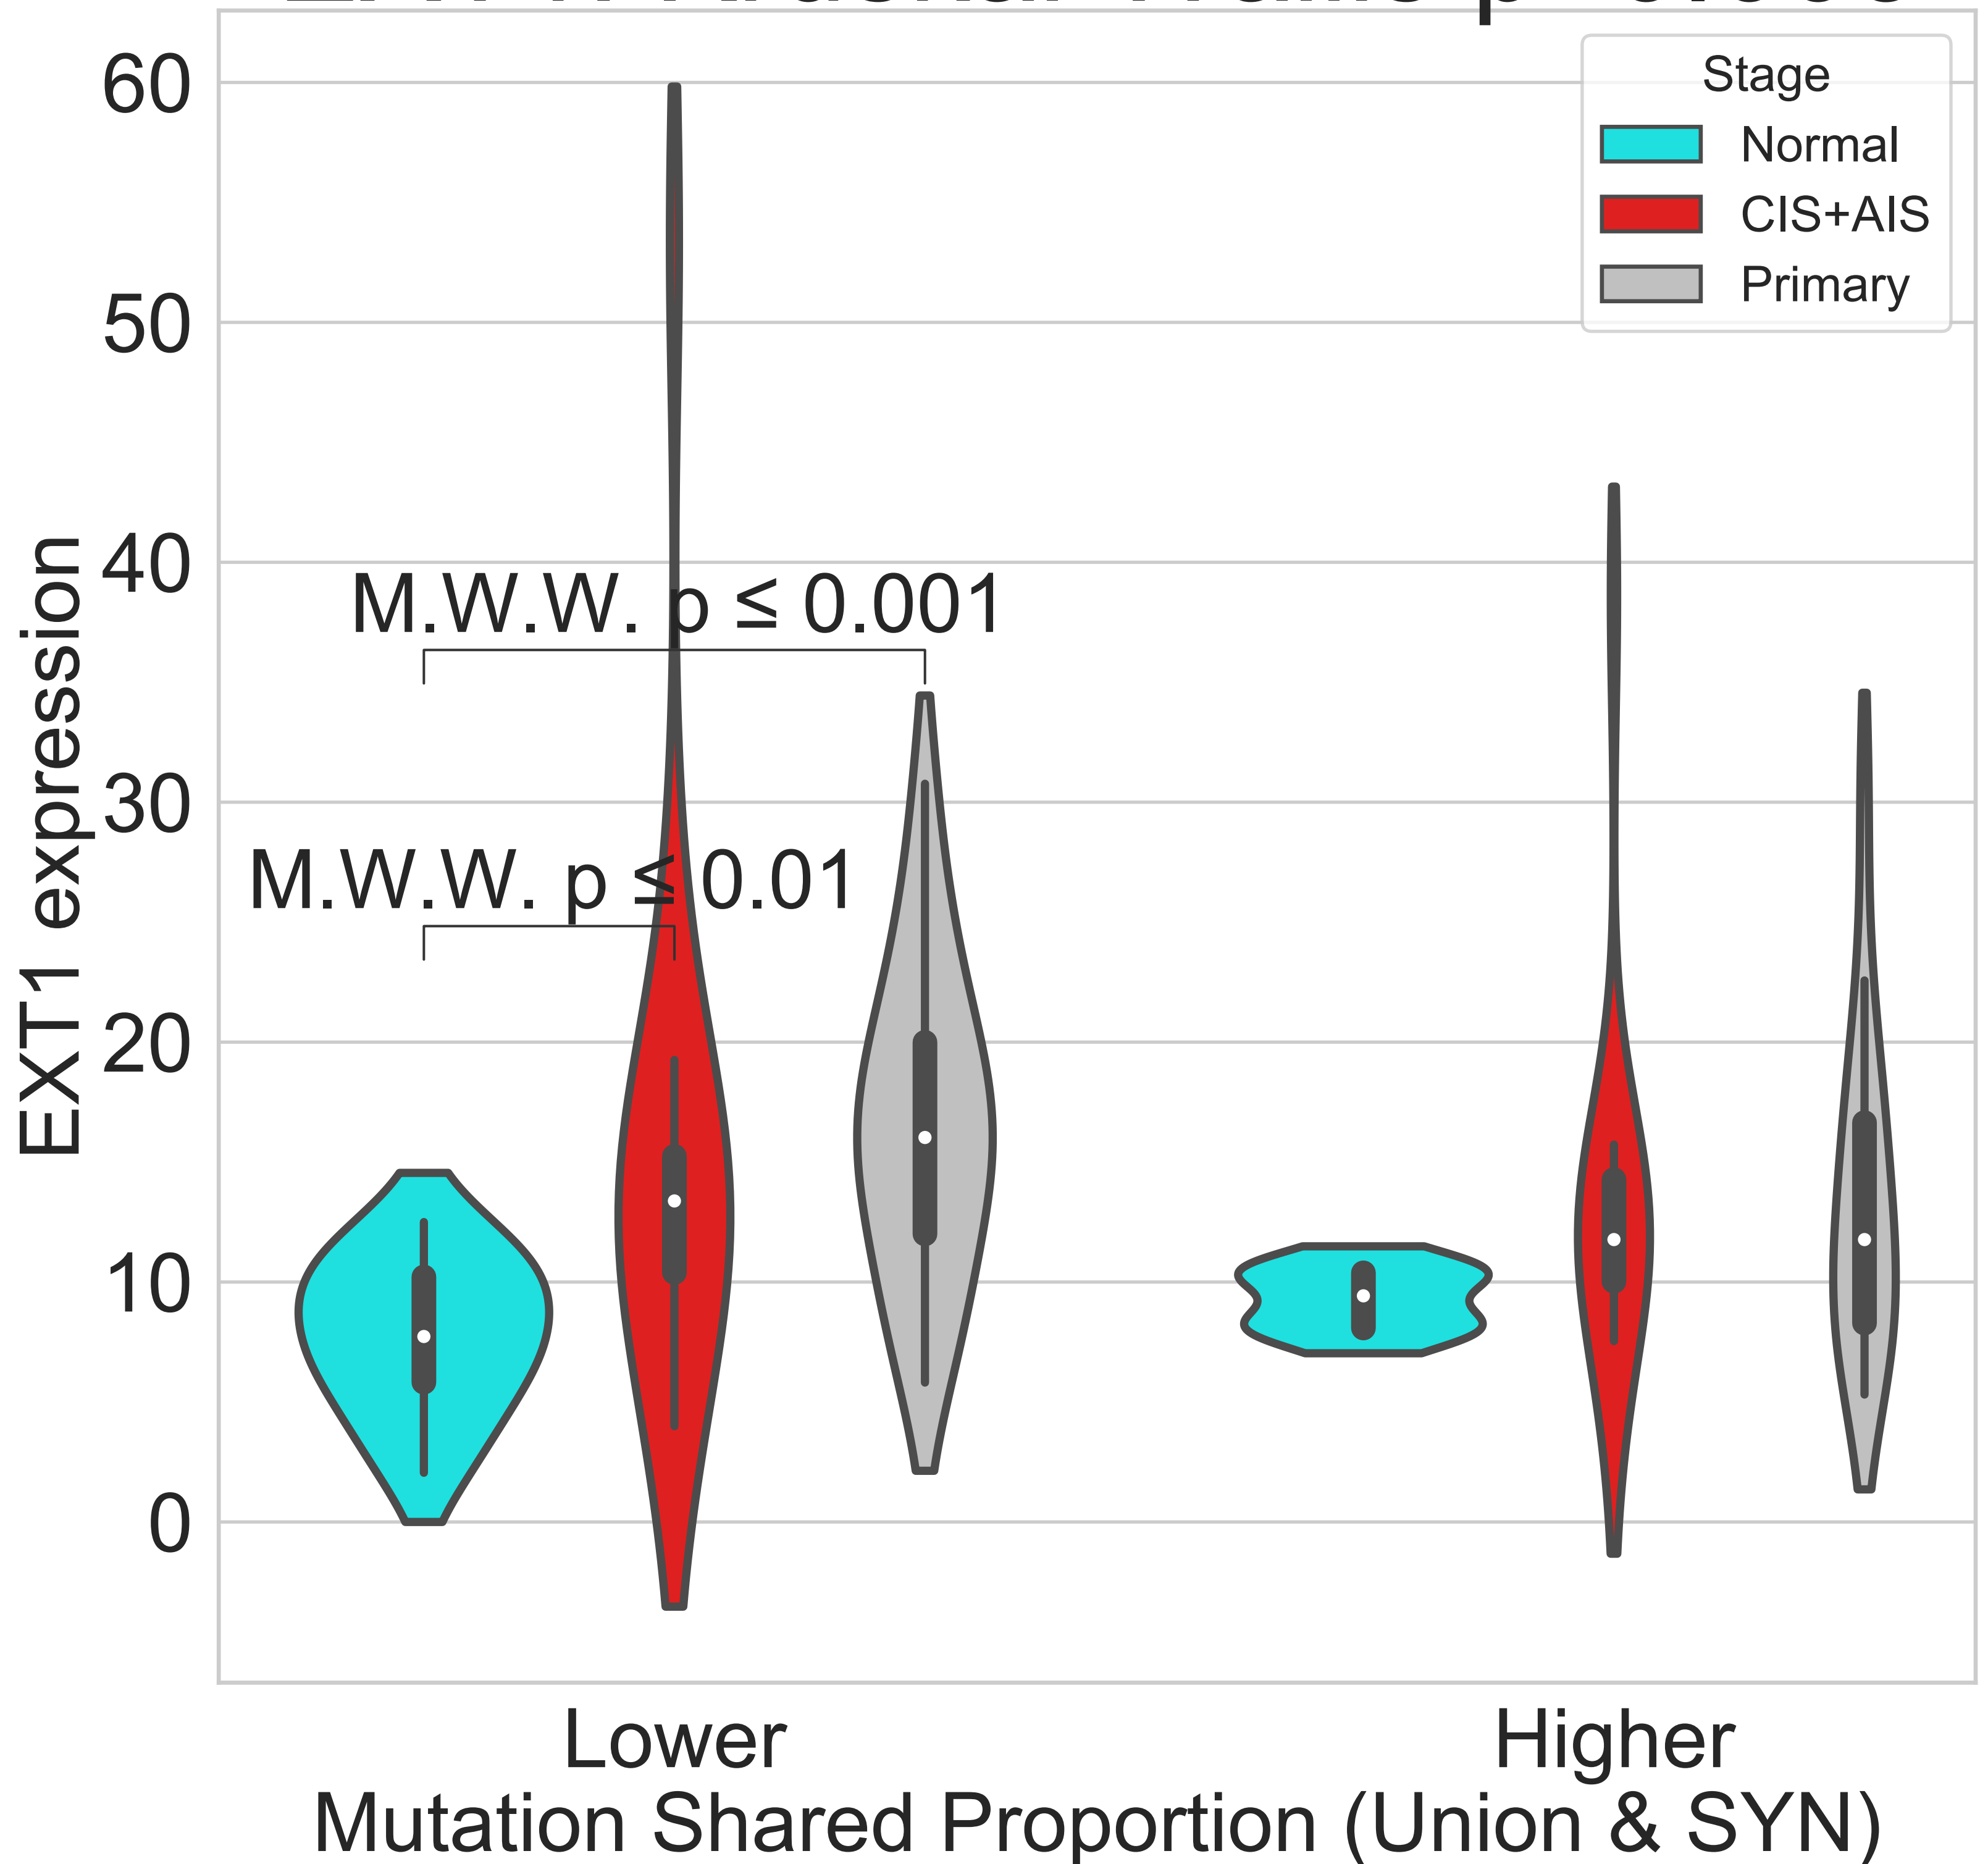 Stage
Normal
CIS+AIS
Primary
60
50
40
30
20
10
0
EXT1 expression
M.W.W. p ≤ 0.001
M.W.W. p ≤ 0.01
Lower
Higher
Mutation Shared Proportion (Union & SYN)